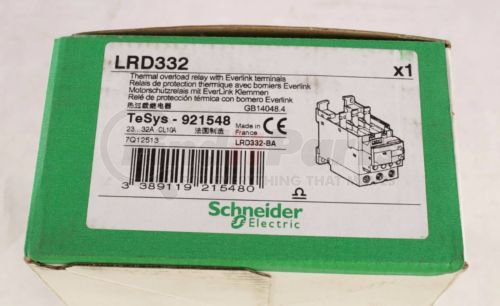 LRD332
x1
Thermal overload relay with Everlink terminals
Relais de protection thermique avec borniers Everlink
Motorschutzrelais mit EverLink Klemmen
Relé de protección térmica con bornero Everlink
热过载继电器
GB14048.4
TeSys - 921548
Made in
France
CE
23...32A CL10A
法国制造
7Q12513
LRD332-BA
3 389119 215480
Schneider
Electric